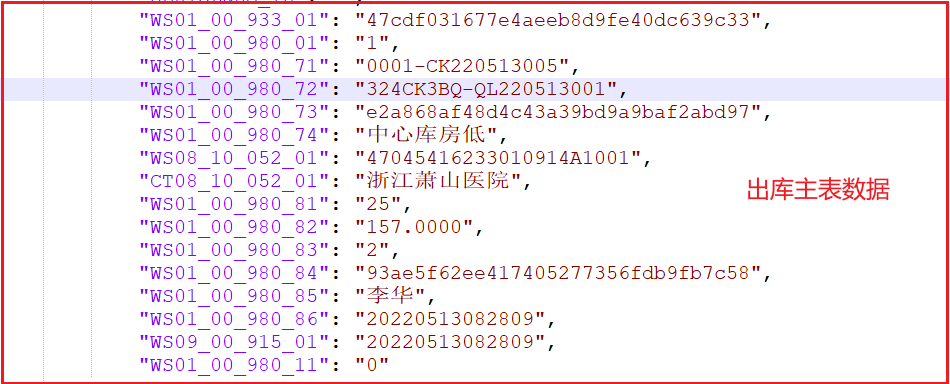 "WS01_00_933_01": "47cdf031677e4aeeb8d9fe40dc639c33",
"WS01_00_980_01": "1",
"WS01_00_980_71": "0001-CK220513005",
"WS01_00_980_72": "324CK3BQ-QL220513001",
"WS01_00_980_73": "e2a868af48d4c43a39bd9a9baf2abd97",
"WS01_00_980_74": "中心库房低",
"WS08_10_052_01": "47045416233010914A1001",
"CT08_10_052_01": "浙江萧山医院",
出库主表数据
"WS01_00_980_81": "25",
"WS01_00_980_82": "157.0000",
"WS01_00_980_83": "2",
"WS01_00_980_84": "93ae5f62ee417405277356fdb9fb7c58",
"WS01_00_980_85": "李华",
"WS01_00_980_86": "20220513082809",
"WS09_00_915_01": "20220513082809",
"WS01_00_980_11": "0"